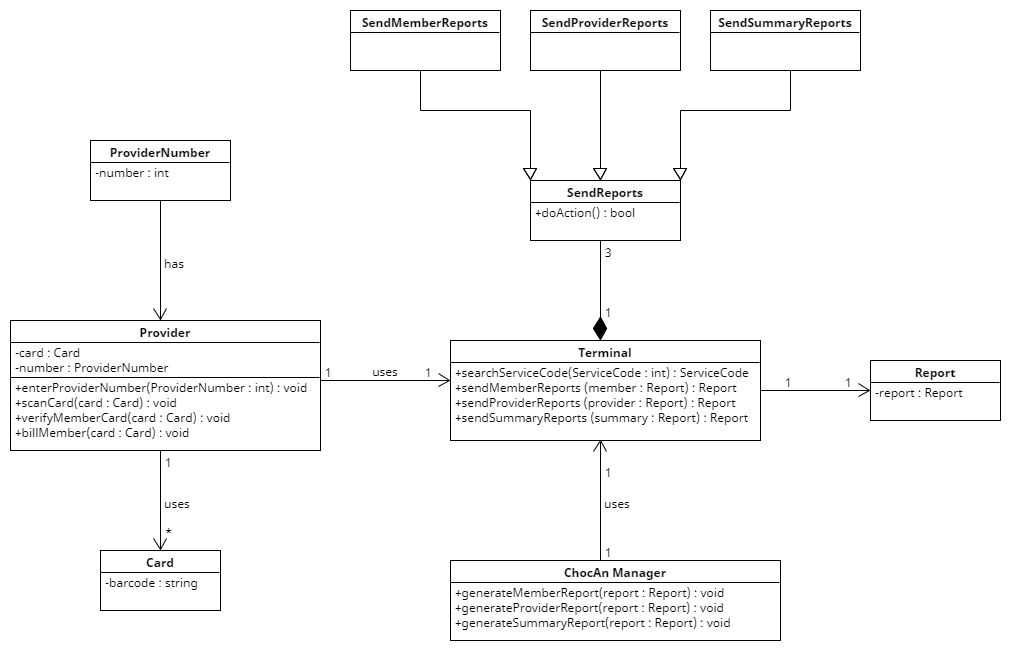 SendMemberReports
SendProviderReports
SendSummaryReports
ProviderNumber
-number : int
SendReports
+doAction() : bool
has
3
1
Provider
-card : Card
-number : ProviderNumber
+enterProviderNumber(ProviderNumber : int) : void
+scanCard(card : Card) : void
+verifyMemberCard(card : Card) : void
+billMember(card : Card) : void
1
uses
1
Terminal
+searchServiceCode(ServiceCode : int) : ServiceCode
+sendMemberReports (member : Report) : Report
+sendProviderReports (provider : Report) : Report
+sendSummaryReports (summary : Report) : Report
1
1
Report
-report : Report
1
uses
*
1
uses
1
Card
-barcode : string
ChocAn Manager
+generateMemberReport(report : Report) : void
+generateProviderReport(report : Report) : void
+generateSummaryReport(report : Report) : void